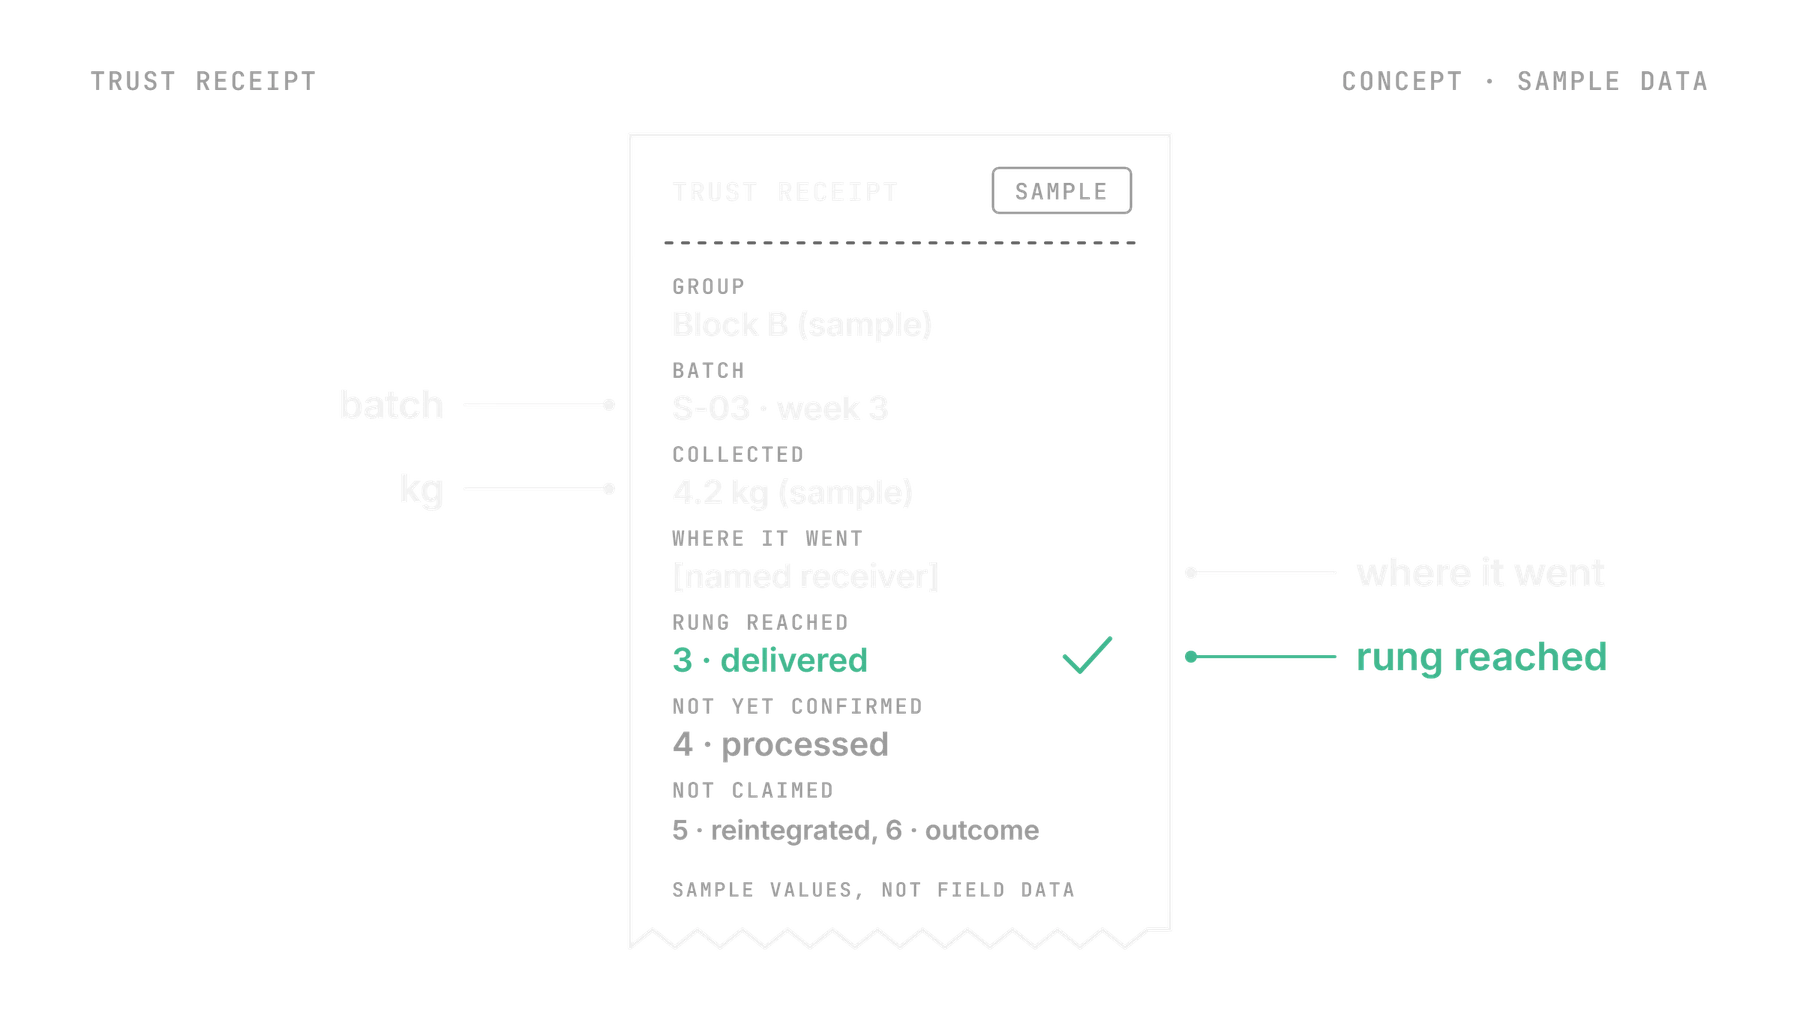 TRUST RECEIPT
CONCEPT · SAMPLE DATA
TRUST RECEIPT
SAMPLE
GROUP
Block B (sample)
BATCH
S-03 · week 3
batch
COLLECTED
4.2 kg (sample)
kg
WHERE IT WENT
[named receiver]
where it went
RUNG REACHED
3 · delivered
rung reached
NOT YET CONFIRMED
4 · processed
NOT CLAIMED
5 · reintegrated, 6 · outcome
SAMPLE VALUES, NOT FIELD DATA